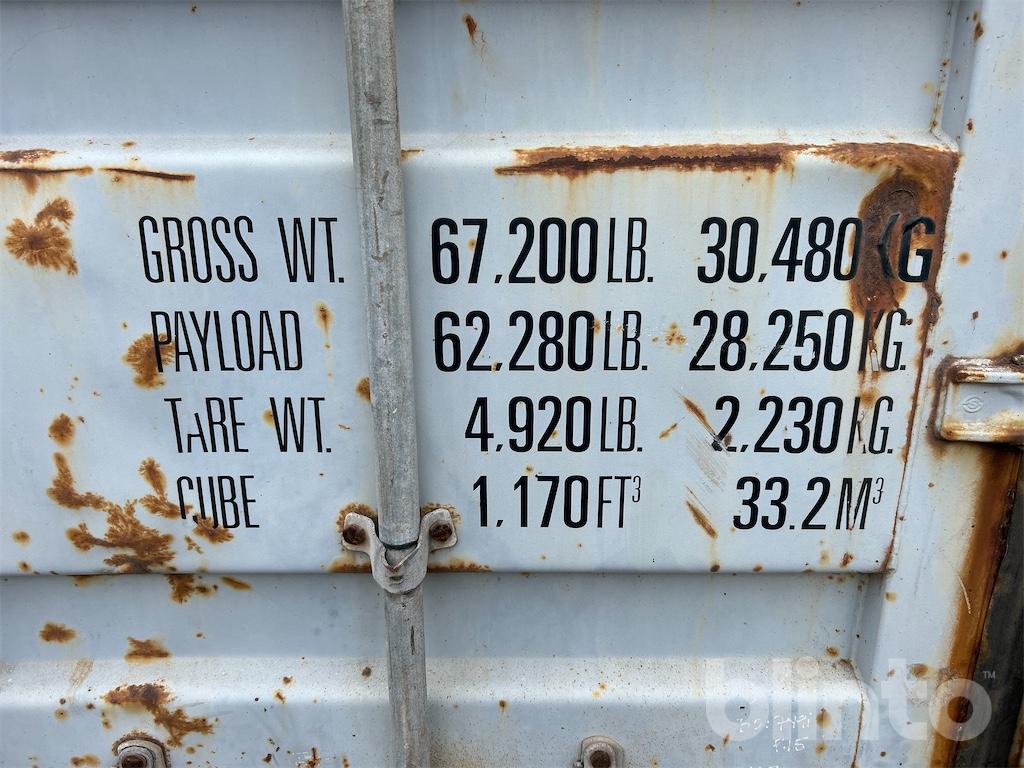 GROSS WT. 67,200 LB. 30,480 KG
PAYLOAD 62,280 LB. 28,250 KG.
TARE WT. 4,920 LB. 2,230 KG.
CUBE 1,170 FT³ 33.2 M³
blinto™